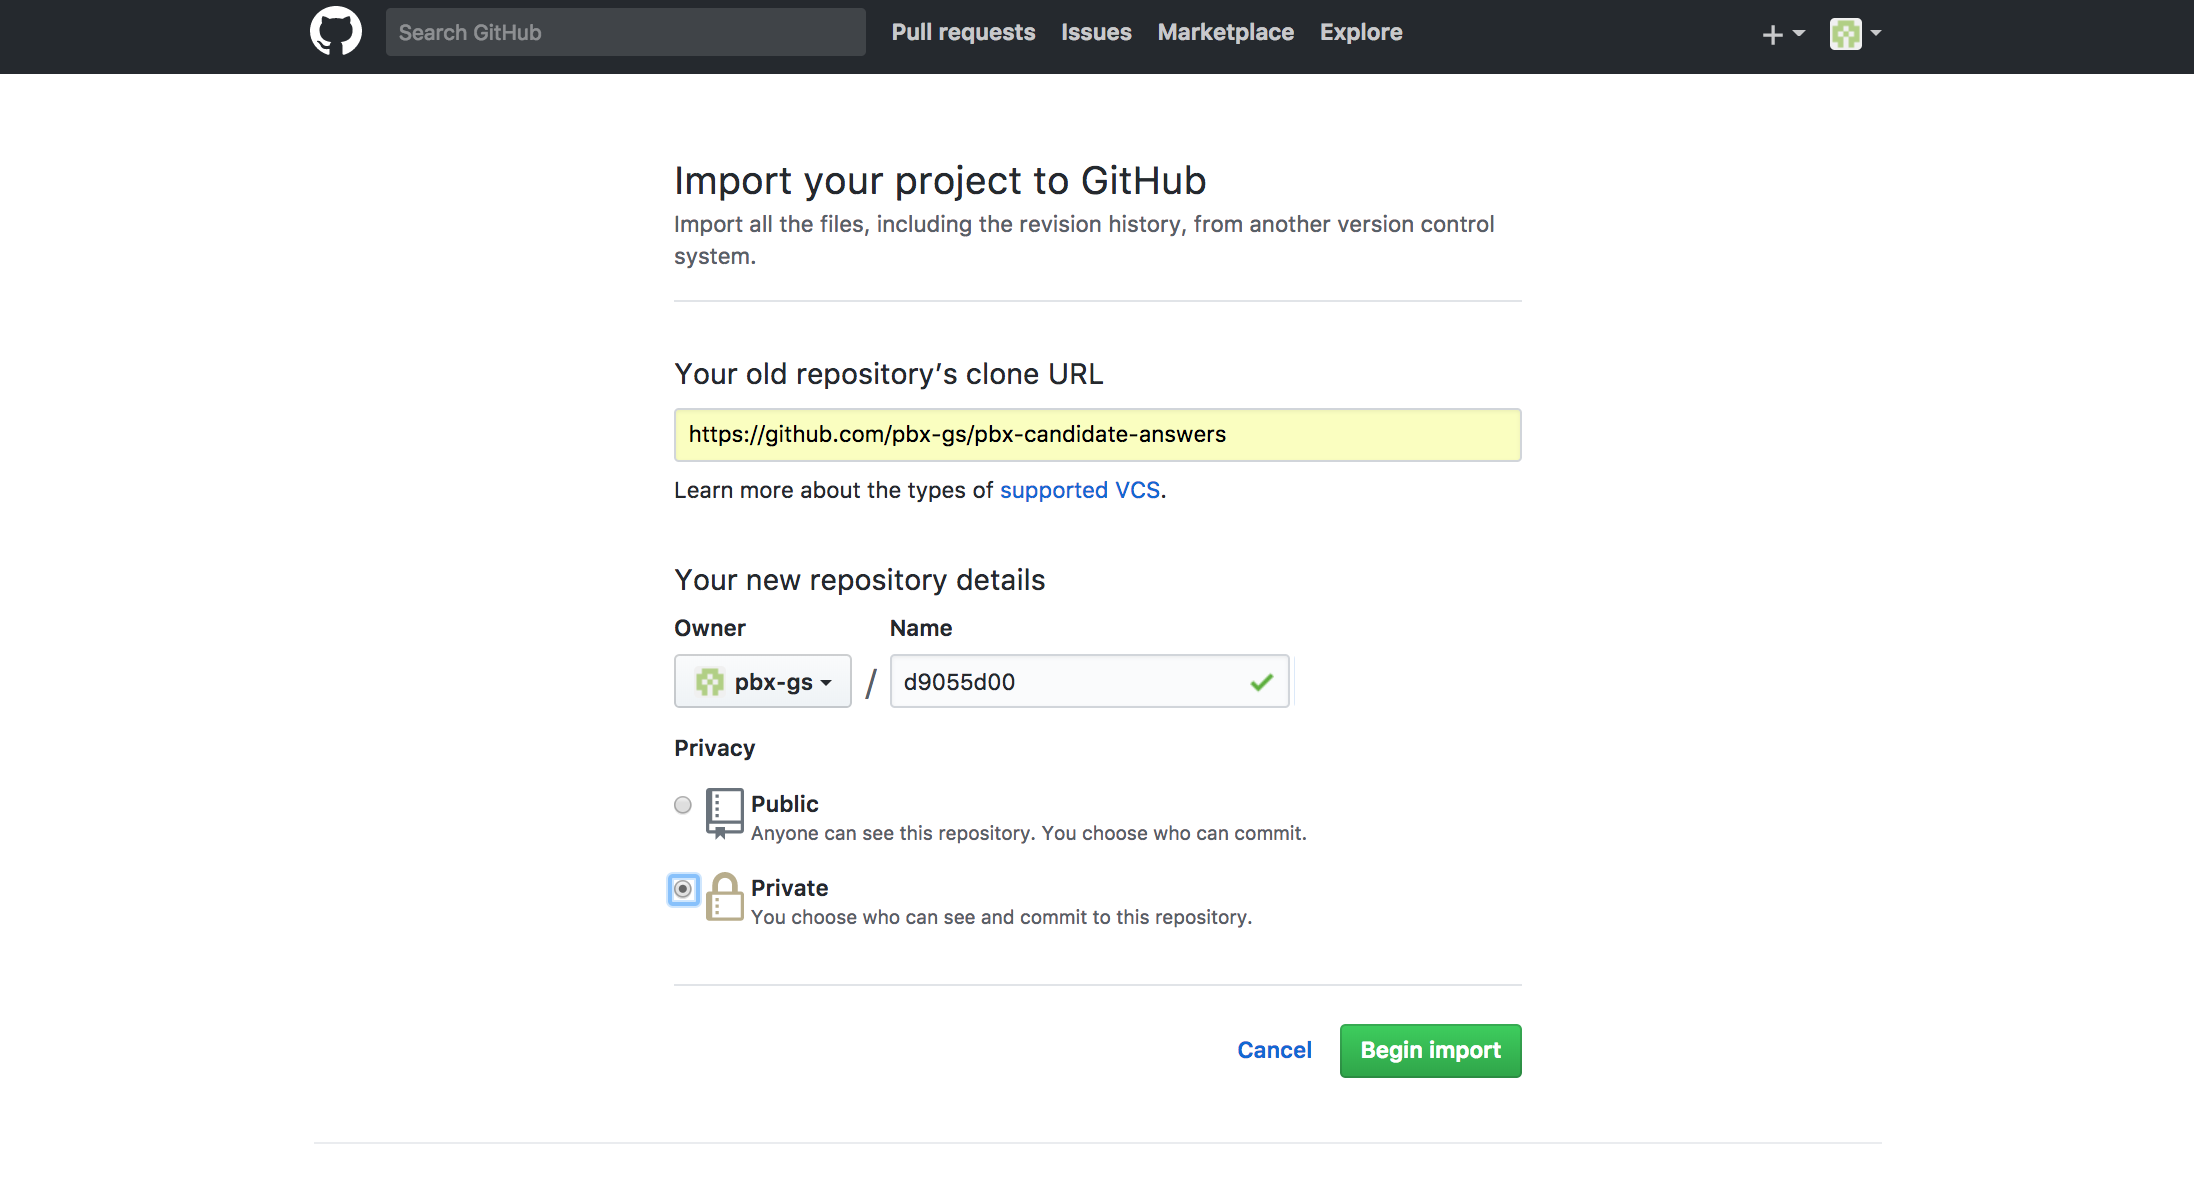 Search GitHub
Pull requests Issues Marketplace Explore
Import your project to GitHub
Import all the files, including the revision history, from another version control
system.
Your old repository’s clone URL
https://github.com/pbx-gs/pbx-candidate-answers
Learn more about the types of supported VCS.
Your new repository details
Owner Name
pbx-gs / d9055d00
Privacy
Public
Anyone can see this repository. You choose who can commit.
Private
You choose who can see and commit to this repository.
Cancel Begin import